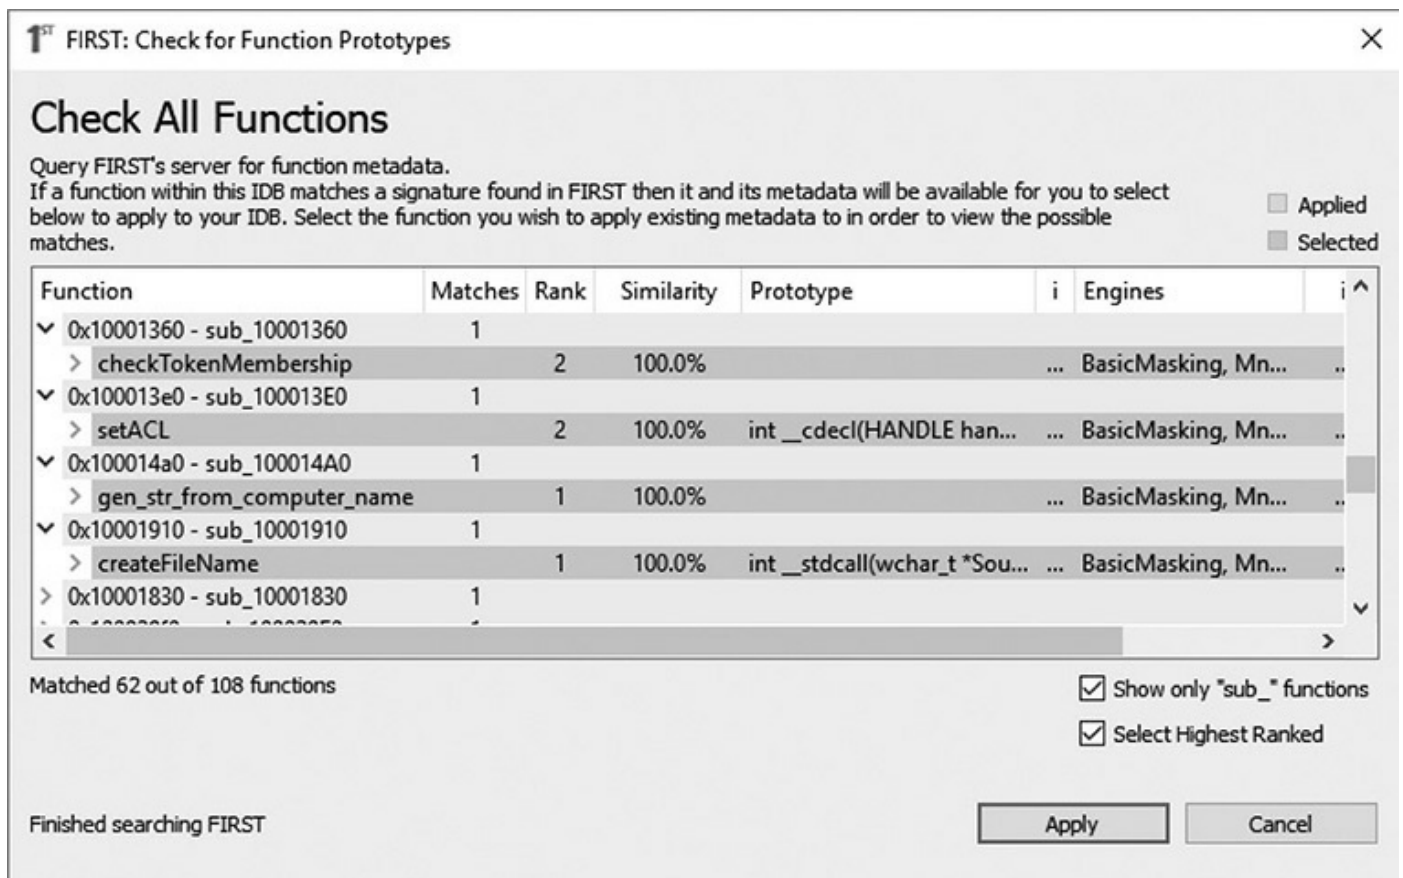 1ST FIRST: Check for Function Prototypes
Check All Functions
Query FIRST's server for function metadata.
If a function within this IDB matches a signature found in FIRST then it and its metadata will be available for you to select
below to apply to your IDB. Select the function you wish to apply existing metadata to in order to view the possible
matches.
Applied
Selected
Function Matches Rank Similarity Prototype i Engines i
0x10001360 - sub_10001360 1
checkTokenMembership 2 100.0% ... BasicMasking, Mn... ..
0x100013e0 - sub_100013E0 1
setACL 2 100.0% int __cdecl(HANDLE han... ... BasicMasking, Mn... ..
0x100014a0 - sub_100014A0 1
gen_str_from_computer_name 1 100.0% ... BasicMasking, Mn... ..
0x10001910 - sub_10001910 1
createFileName 1 100.0% int __stdcall(wchar_t *Sou... ... BasicMasking, Mn... ..
0x10001830 - sub_10001830 1
Matched 62 out of 108 functions
Show only "sub_" functions
Select Highest Ranked
Finished searching FIRST
Apply
Cancel